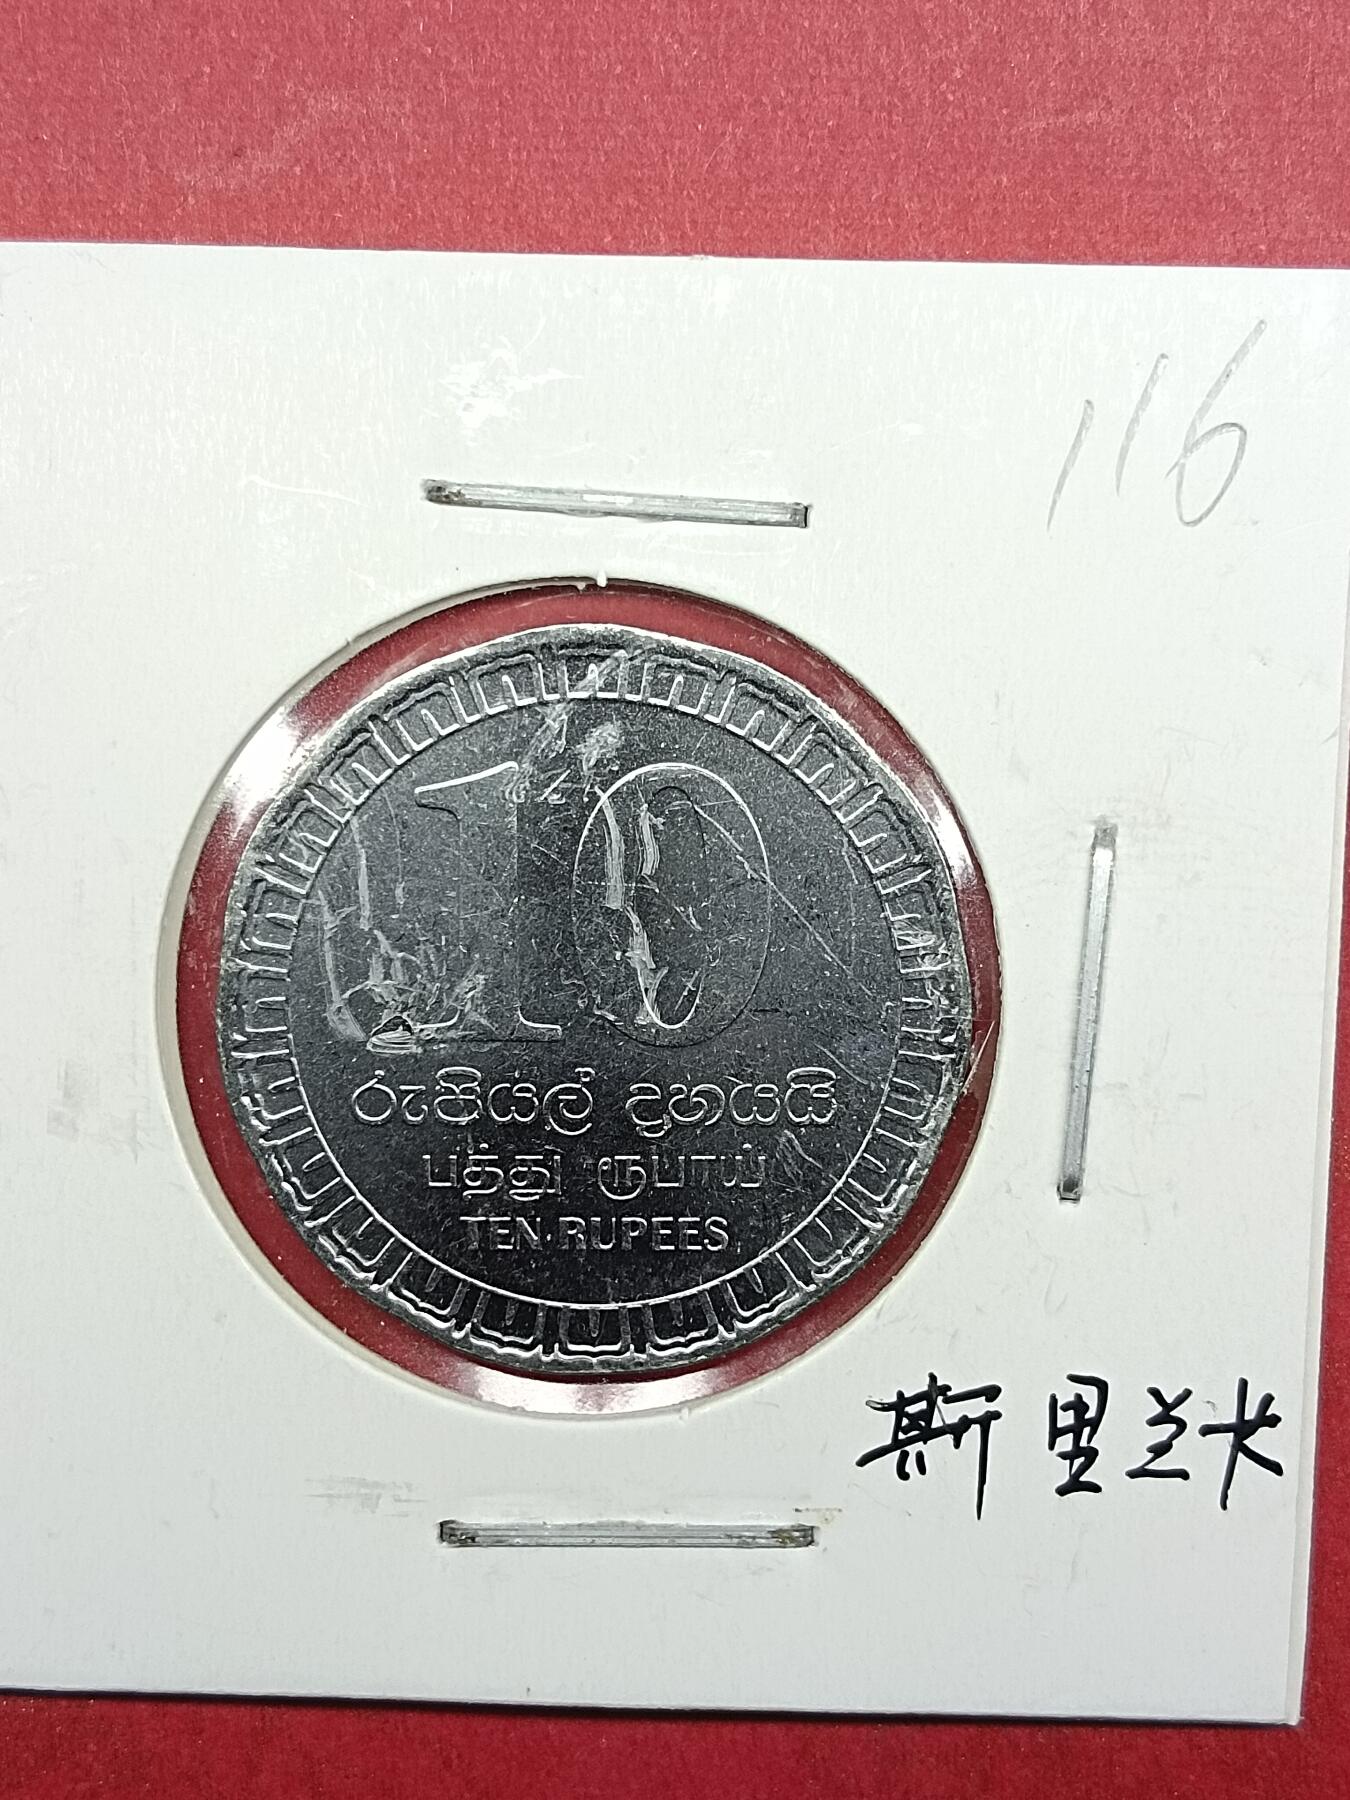 116
10
රුපියල් දහයයි
பத்து ரூபாய்
TEN RUPEES
斯里兰卡